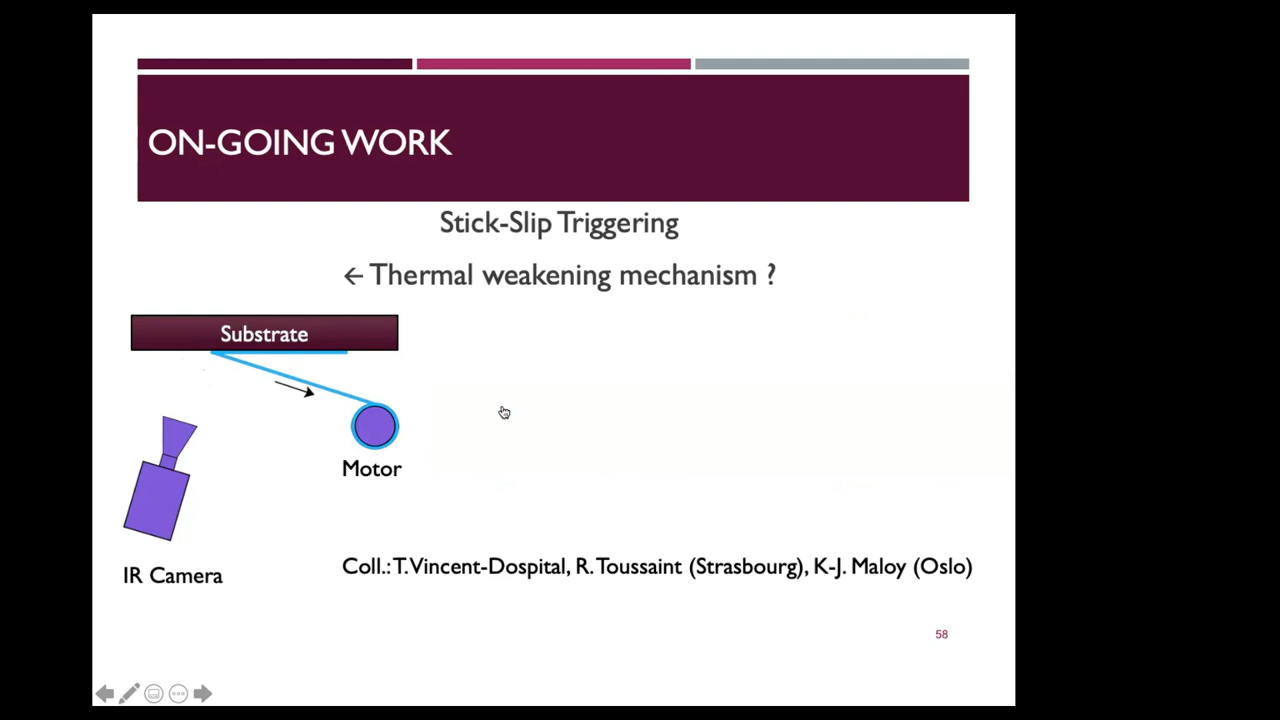 ON-GOING WORK
Stick-Slip Triggering
← Thermal weakening mechanism ?
Substrate
Motor
IR Camera
Coll.: T. Vincent-Dospital, R. Toussaint (Strasbourg), K-J. Maloy (Oslo)
58